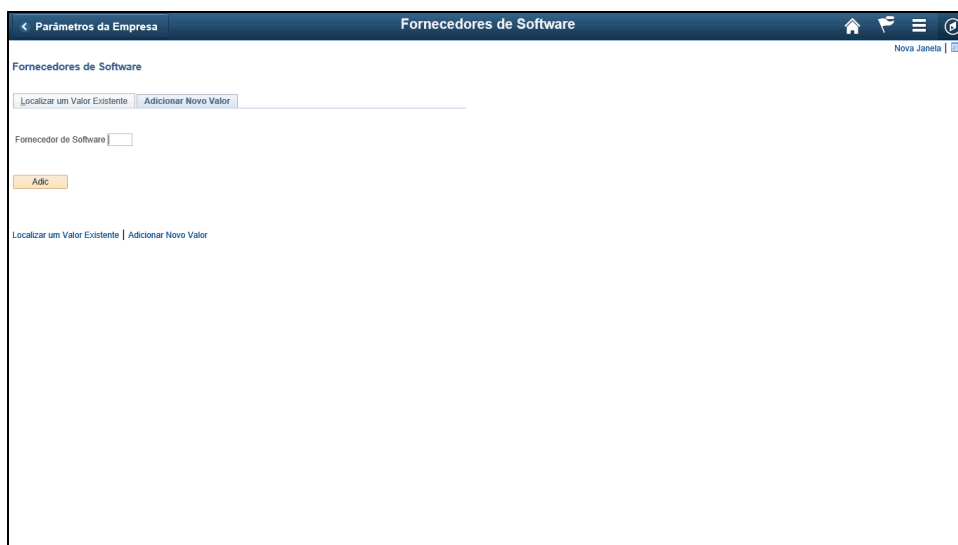 Parâmetros da Empresa
Fornecedores de Software
Nova Janela |
Fornecedores de Software
Localizar um Valor Existente
Adicionar Novo Valor
Fornecedor de Software
Adic
Localizar um Valor Existente | Adicionar Novo Valor